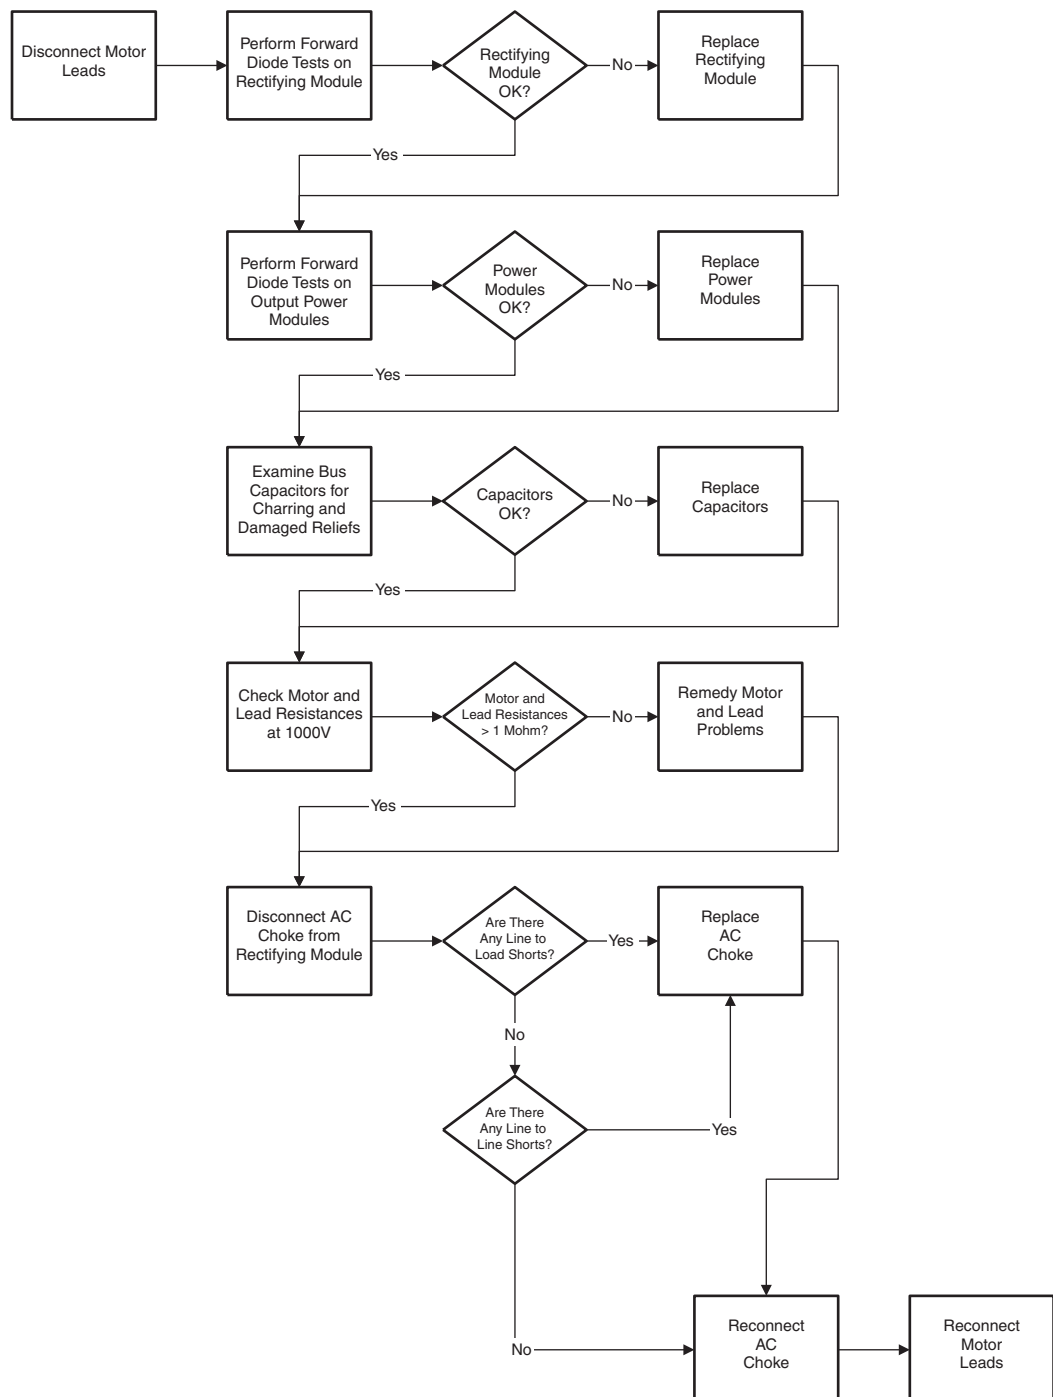 Disconnect Motor
Leads
Perform Forward
Diode Tests on
Rectifying Module
Rectifying
Module
OK?
No
Replace
Rectifying
Module
Yes
Perform Forward
Diode Tests on
Output Power
Modules
Power
Modules
OK?
No
Replace
Power
Modules
Yes
Examine Bus
Capacitors for
Charring and
Damaged Reliefs
Capacitors
OK?
No
Replace
Capacitors
Yes
Check Motor and
Lead Resistances
at 1000V
Motor and
Lead Resistances
> 1 Mohm?
No
Remedy Motor
and Lead
Problems
Yes
Disconnect AC
Choke from
Rectifying Module
Are There
Any Line to
Load Shorts?
Yes
Replace
AC
Choke
No
Are There
Any Line to
Line Shorts?
Yes
No
Reconnect
AC
Choke
Reconnect
Motor
Leads